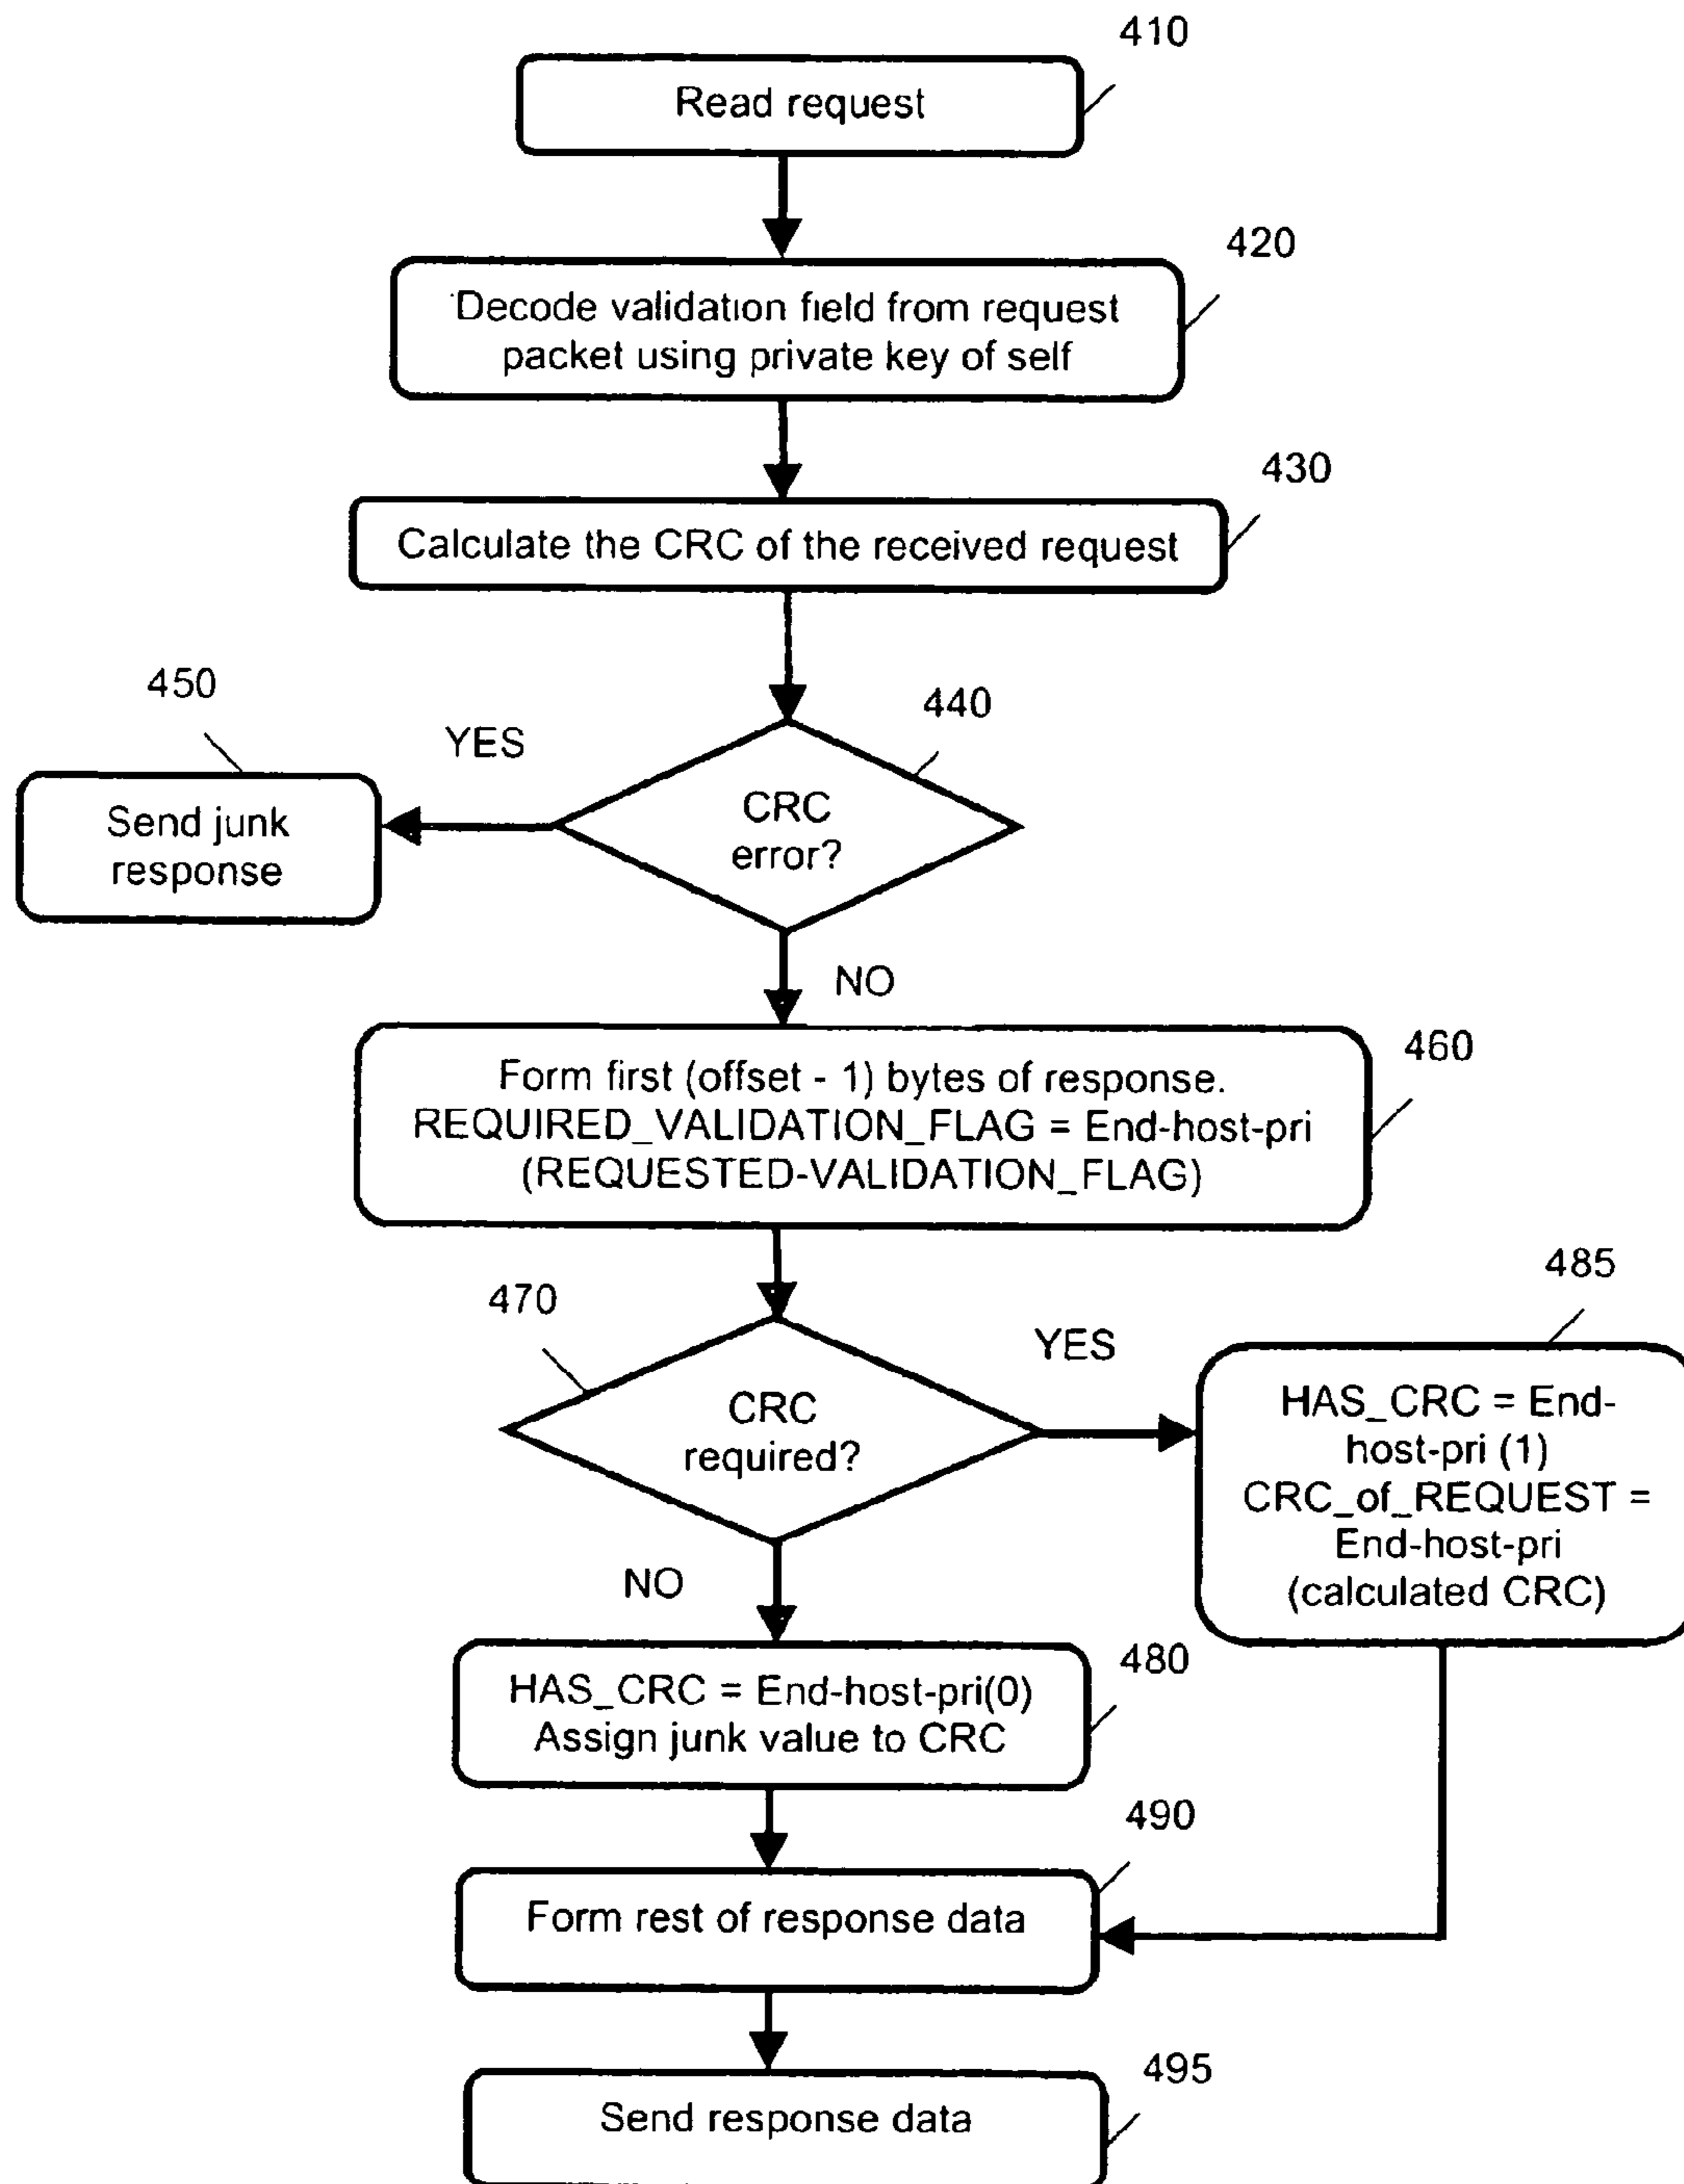 410
Read request
420
Decode validation field from request
packet using private key of self
430
Calculate the CRC of the received request
450
440
YES
Send junk
response
CRC
error?
NO
460
Form first (offset - 1) bytes of response.
REQUIRED_VALIDATION_FLAG = End-host-pri
(REQUESTED-VALIDATION_FLAG)
485
470
YES
CRC
required?
HAS_CRC = End-
host-pri (1)
CRC_of_REQUEST =
End-host-pri
(calculated CRC)
NO
480
HAS_CRC = End-host-pri(0)
Assign junk value to CRC
490
Form rest of response data
495
Send response data